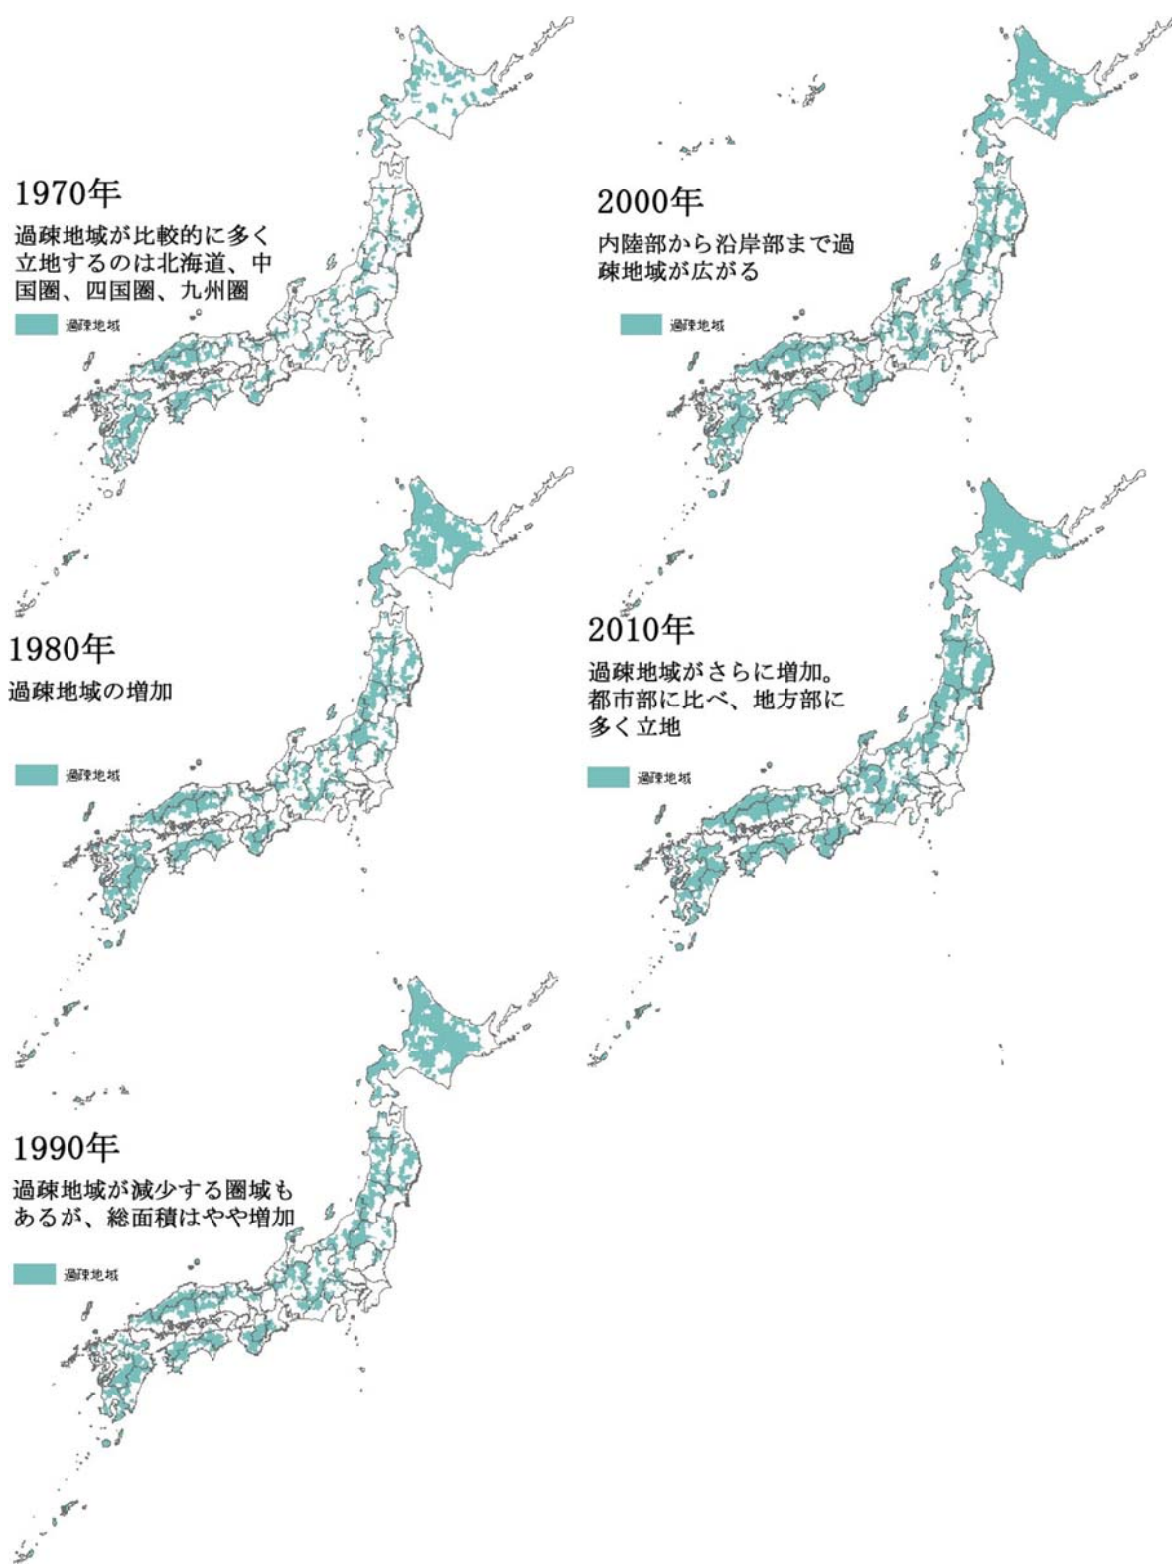 1970年
過疎地域が比較的に多く
立地するのは北海道、中
国圏、四国圏、九州圏
過疎地域
1980年
過疎地域の増加
過疎地域
1990年
過疎地域が減少する圏域も
あるが、総面積はやや増加
過疎地域
2000年
内陸部から沿岸部まで過
疎地域が広がる
過疎地域
2010年
過疎地域がさらに増加。
都市部に比べ、地方部に
多く立地
過疎地域